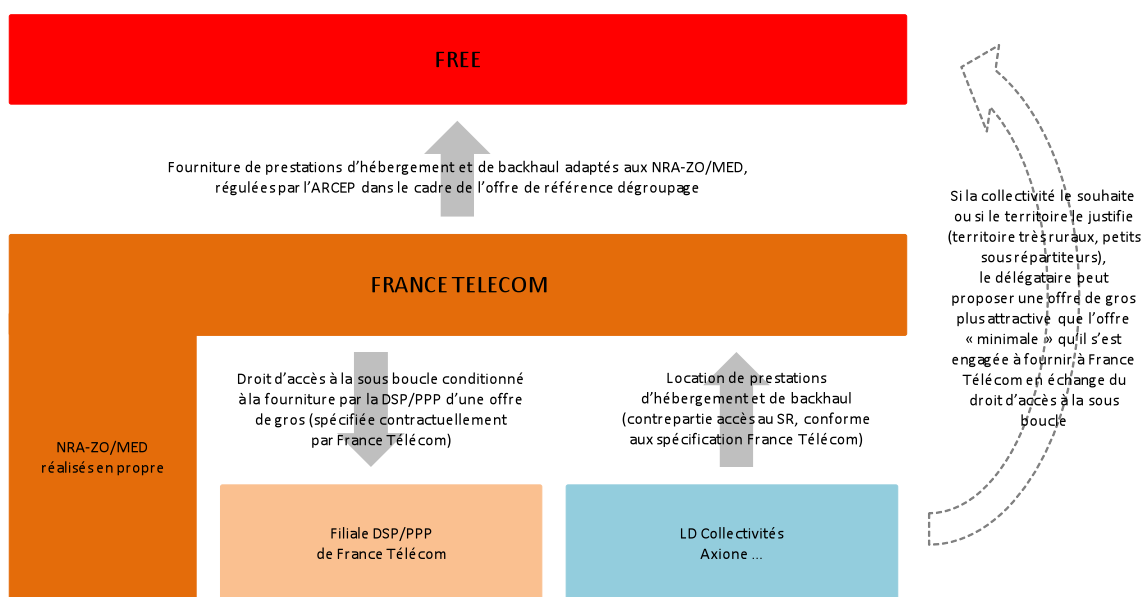 FREE
Fourniture de prestations d’hébergement et de backhaul adaptés aux NRA-ZO/MED,
régulées par l’ARCEP dans le cadre de l’offre de référence dégroupage
FRANCE TELECOM
Droit d’accès à la sous boucle conditionné
à la fourniture par la DSP/PPP d’une offre
de gros (spécifiée contractuellement
par France Télécom)
Location de prestations
d’hébergement et de backhaul
(contrepartie accès au SR, conforme
aux spécification France Télécom)
NRA-ZO/MED
réalisés en propre
Filiale DSP/PPP
de France Télécom
LD Collectivités
Axione ...
Si la collectivité le souhaite
ou si le territoire le justifie
(territoire très ruraux, petits
sous répartiteurs),
le délégataire peut
proposer une offre de gros
plus attractive que l’offre
« minimale » qu’il s’est
engagée à fournir à France
Télécom en échange du
droit d’accès à la sous
boucle